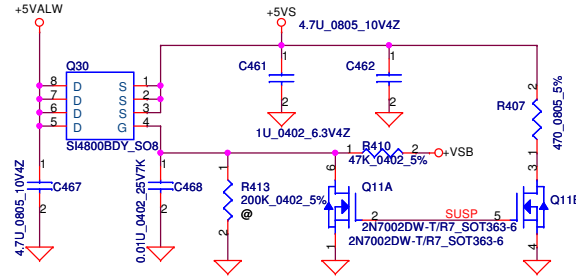 +5VALW
+5VS
4.7U_0805_10V4Z
Q30
8 D S 1
7 D S 2
6 D S 3
5 D G 4
SI4800BDY_SO8
1
C461
2
1
C462
2
2
R407
470_0805_5%
1
1U_0402_6.3V4Z
1
R410
2
+VSB
47K_0402_5%
1
C467
2
4.7U_0805_10V4Z
1
C468
2
0.01U_0402_25V7K
2
R413
200K_0402_5%
@
1
6
Q11A
2
1
SUSP
5
3
Q11B
4
2N7002DW-T/R7_SOT363-6
2N7002DW-T/R7_SOT363-6